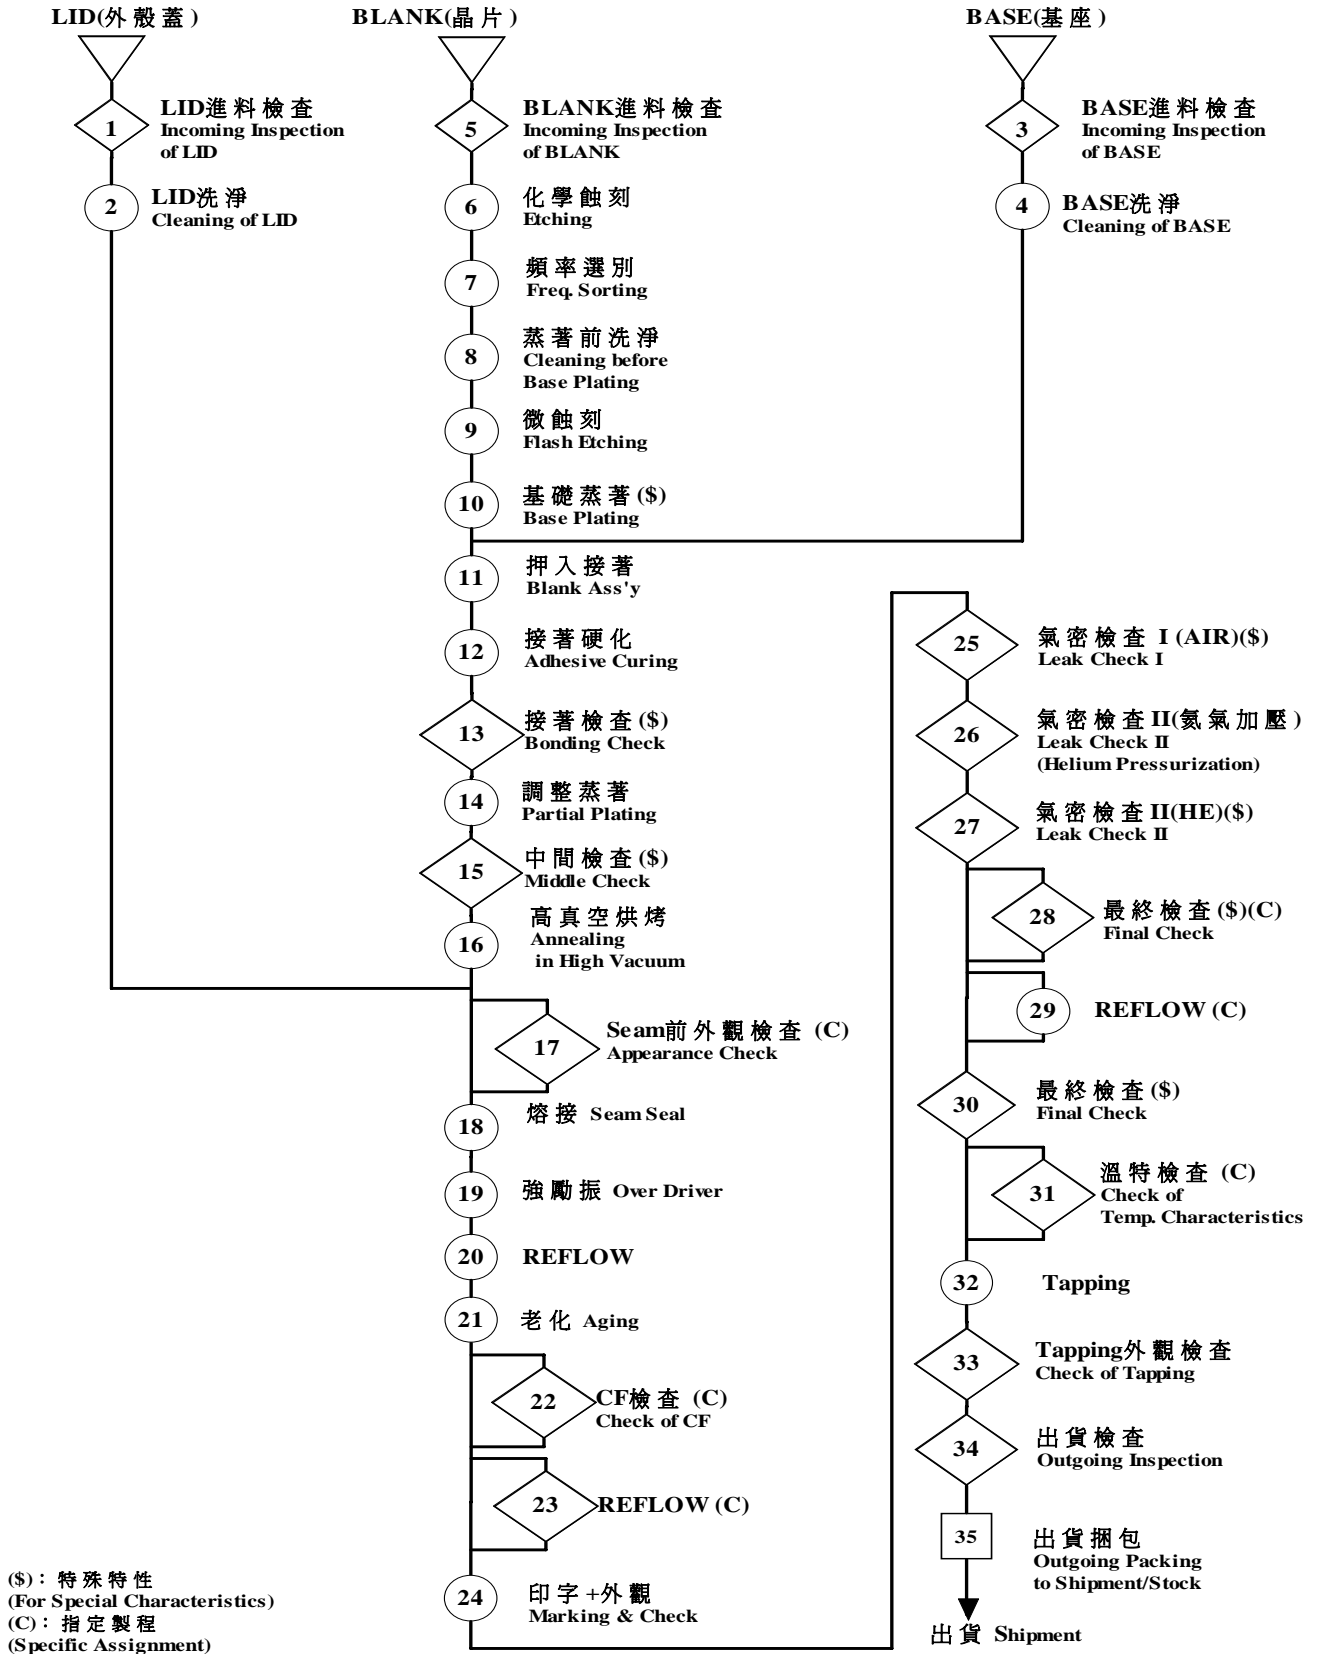 LID(外殼蓋)
1
LID進料檢查
Incoming Inspection
of LID
2
LID洗淨
Cleaning of LID
BLANK(晶片)
5
BLANK進料檢查
Incoming Inspection
of BLANK
6
化學蝕刻
Etching
7
頻率選別
Freq. Sorting
8
蒸著前洗淨
Cleaning before
Base Plating
9
微蝕刻
Flash Etching
10
基礎蒸著($)
Base Plating
BASE(基座)
3
BASE進料檢查
Incoming Inspection
of BASE
4
BASE洗淨
Cleaning of BASE
11
押入接著
Blank Ass'y
12
接著硬化
Adhesive Curing
13
接著檢查($)
Bonding Check
14
調整蒸著
Partial Plating
15
中間檢查($)
Middle Check
16
高真空烘烤
Annealing
in High Vacuum
17
Seam前外觀檢查 (C)
Appearance Check
18
熔接 Seam Seal
19
強勵振 Over Driver
20
REFLOW
21
老化 Aging
22
CF檢查 (C)
Check of CF
23
REFLOW (C)
24
印字+外觀
Marking & Check
25
氣密檢查 I (AIR)($)
Leak Check I
26
氣密檢查II(氦氣加壓)
Leak Check II
(Helium Pressurization)
27
氣密檢查II(HE)($)
Leak Check II
28
最終檢查($)(C)
Final Check
29
REFLOW (C)
30
最終檢查($)
Final Check
31
溫特檢查 (C)
Check of
Temp. Characteristics
32
Tapping
33
Tapping外觀檢查
Check of Tapping
34
出貨檢查
Outgoing Inspection
35
出貨捆包
Outgoing Packing
to Shipment/Stock
出貨 Shipment
($)：特殊特性
(For Special Characteristics)
(C)：指定製程
(Specific Assignment)